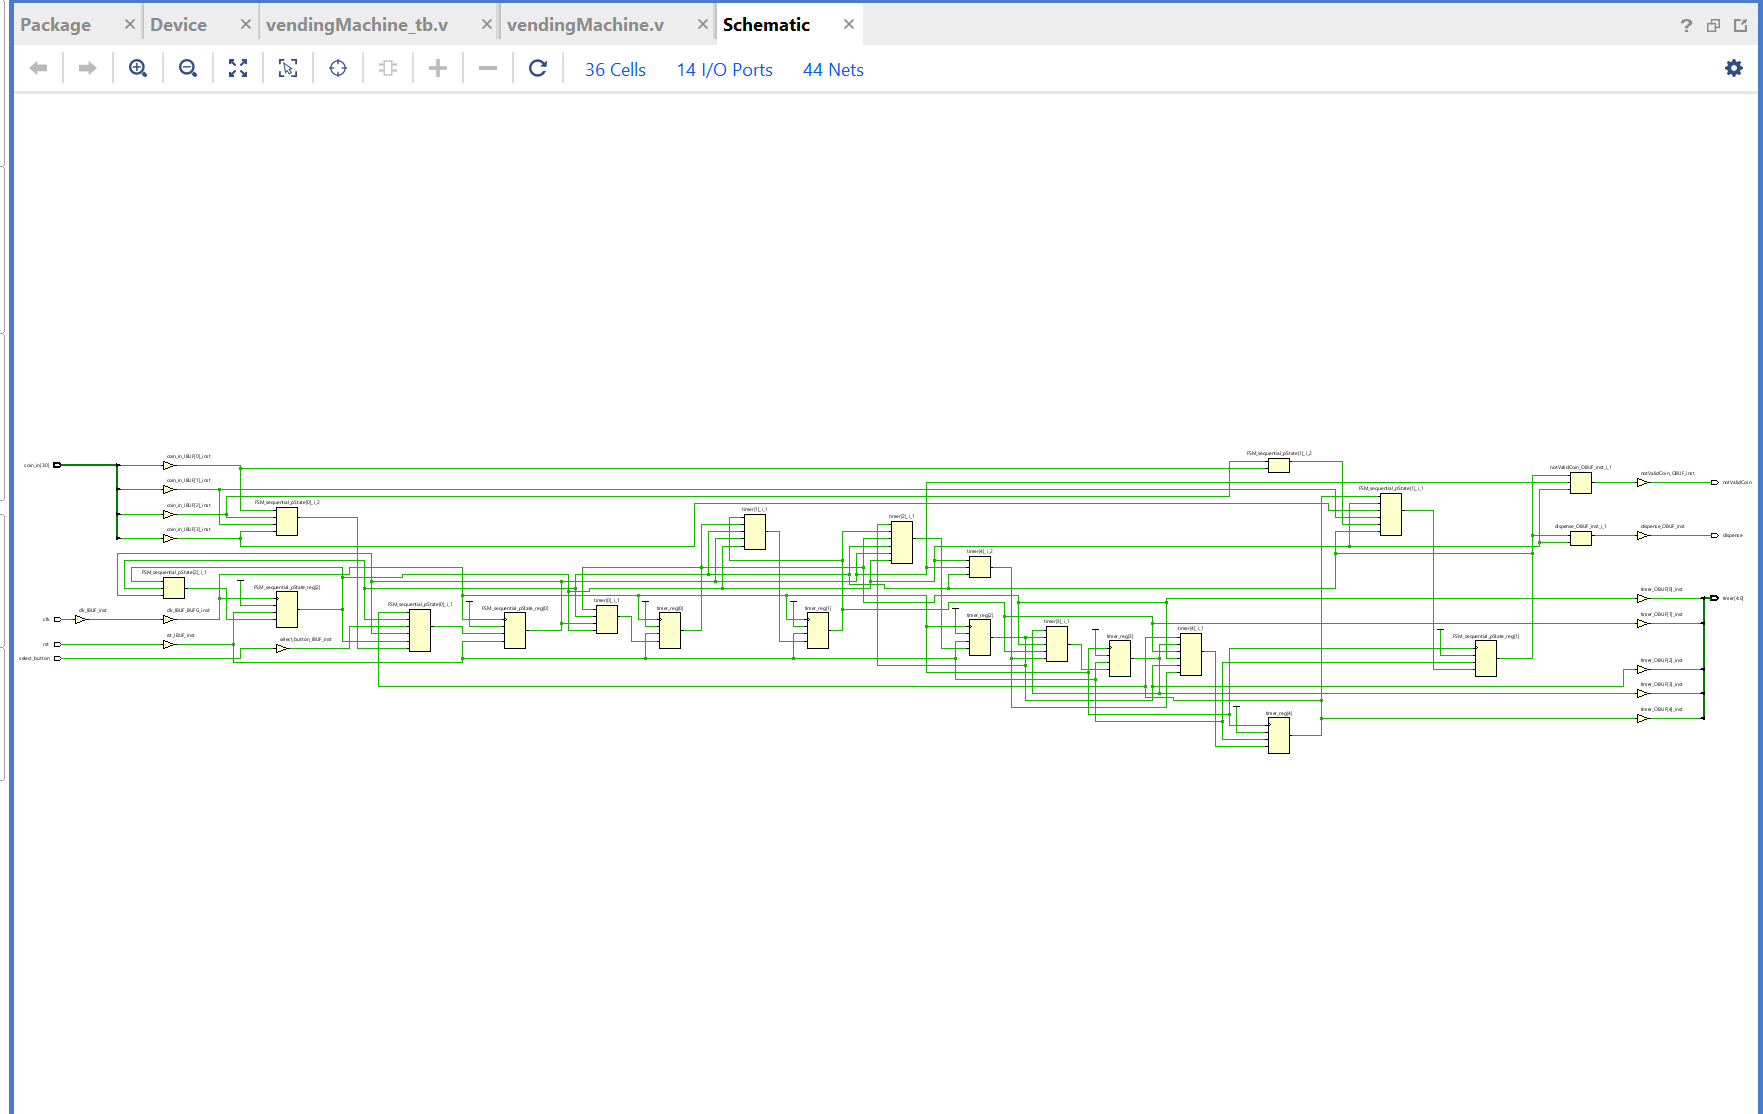 Package
Device
vendingMachine_tb.v
vendingMachine.v
Schematic
36 Cells
14 I/O Ports
44 Nets
coin_in[3:0]
coin_in_IBUF[0]_inst
coin_in_IBUF[1]_inst
coin_in_IBUF[2]_inst
coin_in_IBUF[3]_inst
FSM_sequential_pState[0]_i_2
FSM_sequential_pState[2]_i_1
FSM_sequential_pState_reg[2]
clk
clk_IBUF_inst
clk_IBUF_BUFG_inst
rst
rst_IBUF_inst
select_button
select_button_IBUF_inst
FSM_sequential_pState[0]_i_1
FSM_sequential_pState_reg[0]
timer[0]_i_1
timer_reg[0]
timer[1]_i_1
timer_reg[1]
timer[2]_i_1
timer[4]_i_2
timer_reg[2]
timer[3]_i_1
timer_reg[3]
timer[4]_i_1
timer_reg[4]
FSM_sequential_pState[1]_i_2
FSM_sequential_pState[1]_i_1
FSM_sequential_pState_reg[1]
notValidCoin_OBUF_inst_i_1
notValidCoin_OBUF_inst
notValidCoin
dispense_OBUF_inst_i_1
dispense_OBUF_inst
dispense
timer_OBUF[0]_inst
timer[4:0]
timer_OBUF[1]_inst
timer_OBUF[2]_inst
timer_OBUF[3]_inst
timer_OBUF[4]_inst